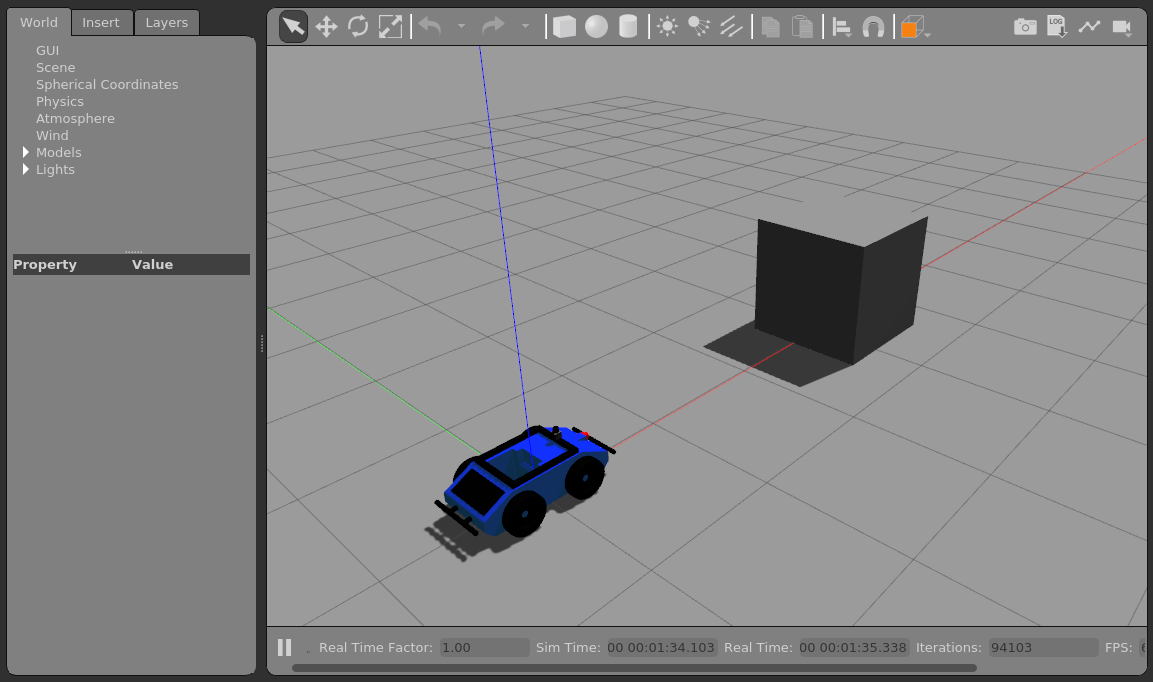 World Insert Layers
GUI
Scene
Spherical Coordinates
Physics
Atmosphere
Wind
Models
Lights
Property Value
LOG
Real Time Factor: 1.00 Sim Time: 00 00:01:34.103 Real Time: 00 00:01:35.338 Iterations: 94103 FPS: